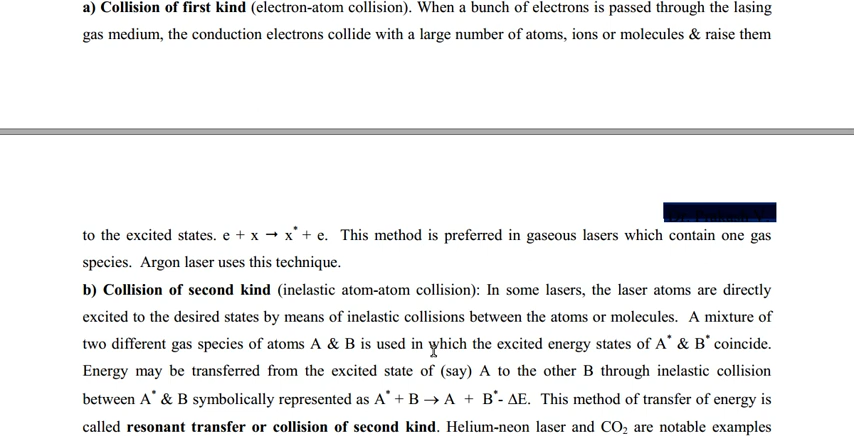 a) Collision of first kind (electron-atom collision). When a bunch of electrons is passed through the lasing
gas medium, the conduction electrons collide with a large number of atoms, ions or molecules & raise them
to the excited states. e + x → x* + e. This method is preferred in gaseous lasers which contain one gas
species. Argon laser uses this technique.
b) Collision of second kind (inelastic atom-atom collision): In some lasers, the laser atoms are directly
excited to the desired states by means of inelastic collisions between the atoms or molecules. A mixture of
two different gas species of atoms A & B is used in which the excited energy states of A* & B* coincide.
Energy may be transferred from the excited state of (say) A to the other B through inelastic collision
between A* & B symbolically represented as A* + B → A + B*- ΔE. This method of transfer of energy is
called resonant transfer or collision of second kind. Helium-neon laser and CO₂ are notable examples